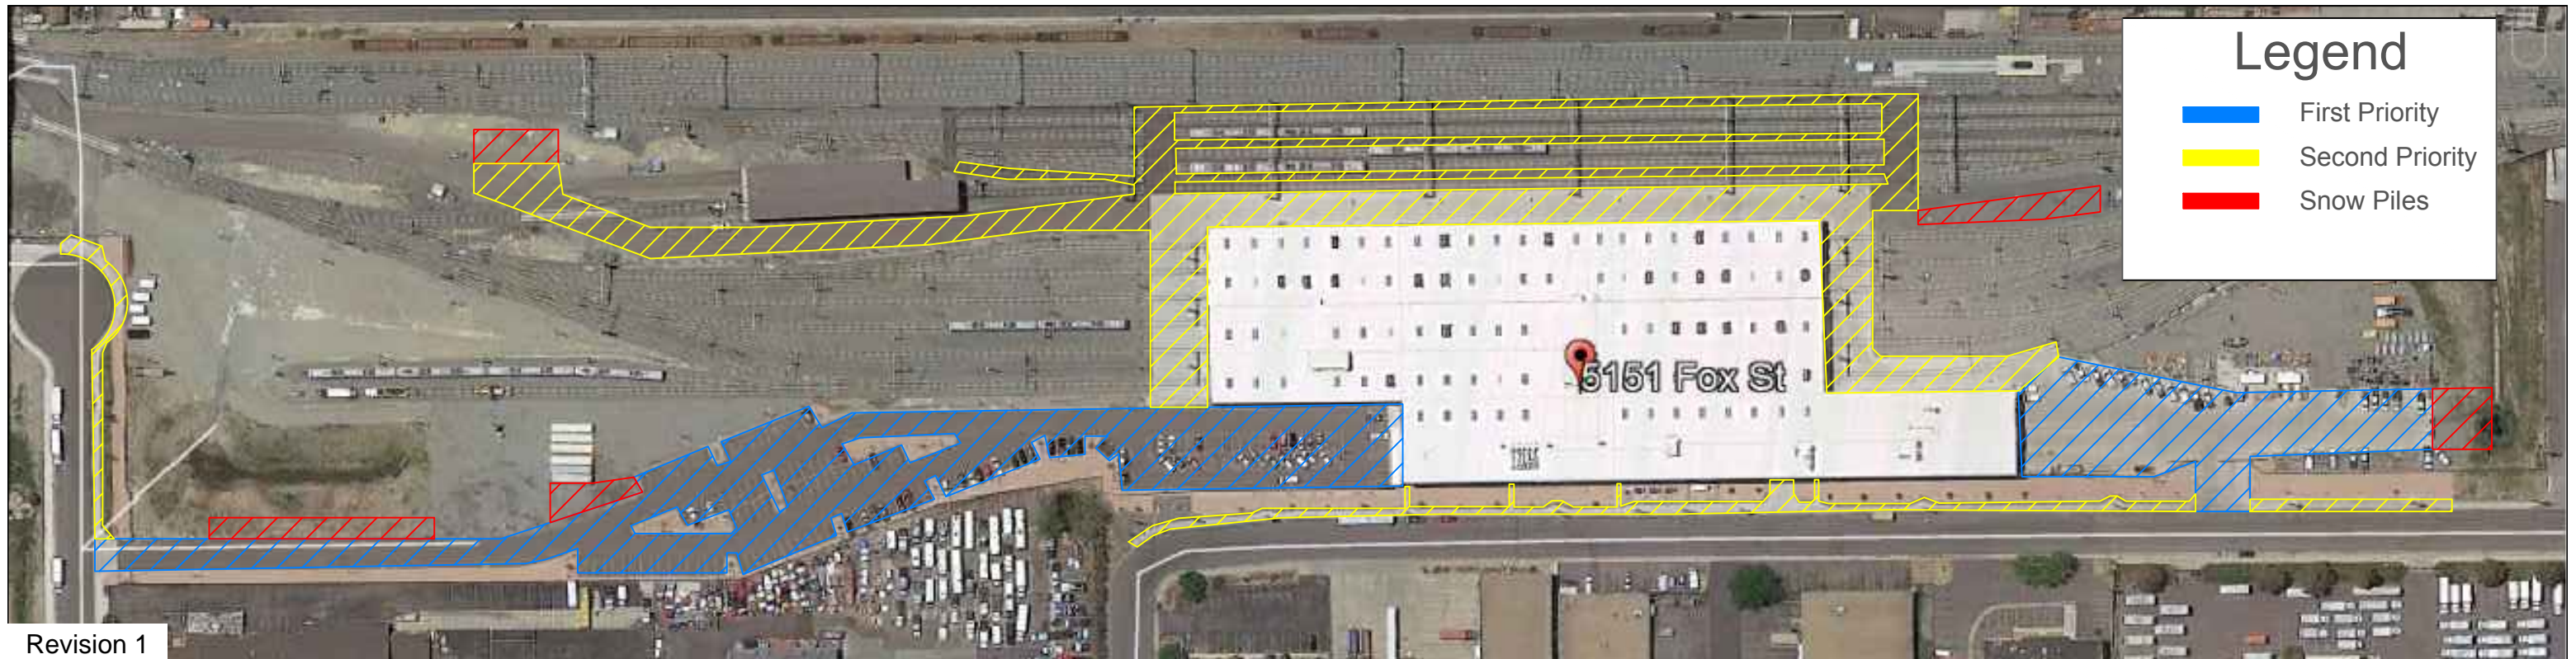 Legend
First Priority
Second Priority
Snow Piles
5151 Fox St
Revision 1